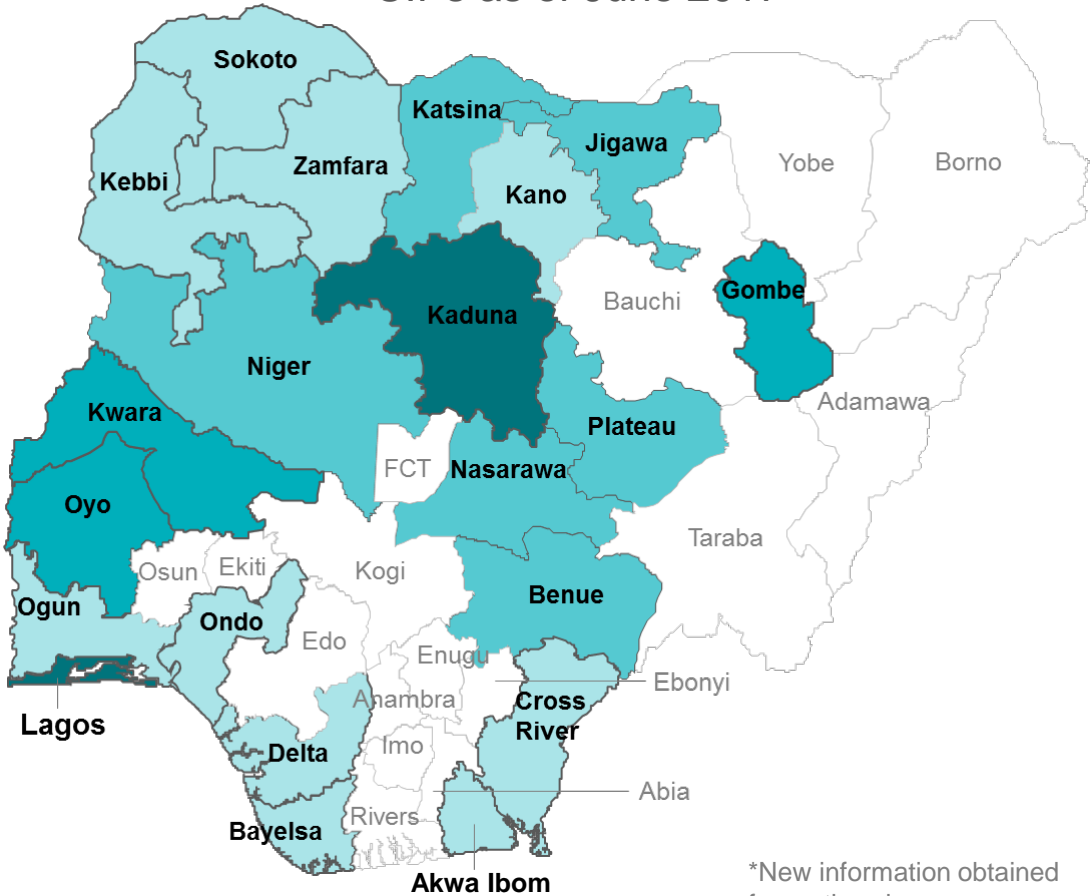 Sokoto
Katsina
Jigawa
Yobe
Borno
Kebbi
Zamfara
Kano
Kaduna
Bauchi
Gombe
Niger
Kwara
Adamawa
Plateau
FCT
Nasarawa
Oyo
Taraba
Osun
Ekiti
Kogi
Benue
Ogun
Ondo
Edo
Enugu
Ebonyi
Anambra
Cross
River
Lagos
Delta
Imo
Abia
Rivers
Bayelsa
Akwa Ibom
*New information obtained